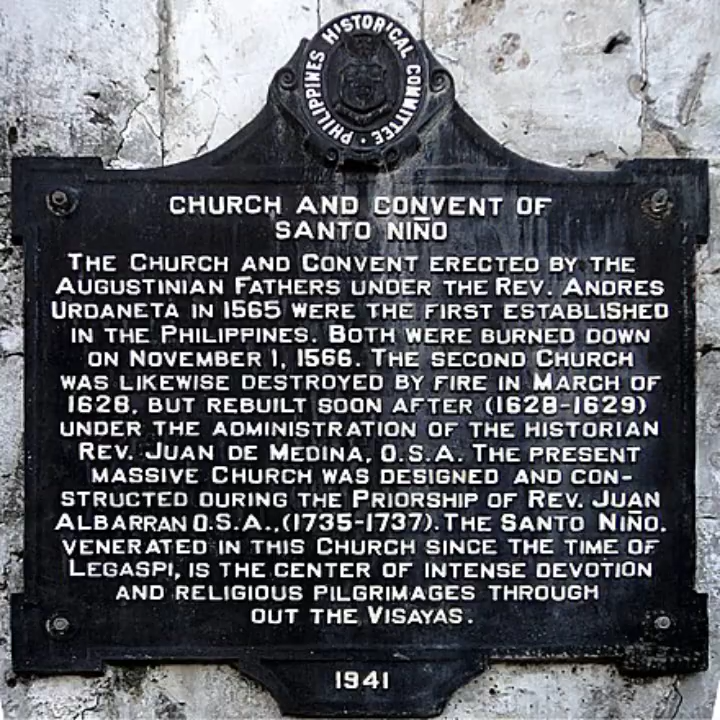 PHILIPPINES HISTORICAL COMMITTEE
CHURCH AND CONVENT OF
SANTO NIÑO
THE CHURCH AND CONVENT ERECTED BY THE
AUGUSTINIAN FATHERS UNDER THE REV. ANDRES
URDANETA IN 1565 WERE THE FIRST ESTABLISHED
IN THE PHILIPPINES. BOTH WERE BURNED DOWN
ON NOVEMBER 1, 1566. THE SECOND CHURCH
WAS LIKEWISE DESTROYED BY FIRE IN MARCH OF
1628, BUT REBUILT SOON AFTER (1628-1629)
UNDER THE ADMINISTRATION OF THE HISTORIAN
REV. JUAN DE MEDINA, O.S.A. THE PRESENT
MASSIVE CHURCH WAS DESIGNED AND CON-
STRUCTED DURING THE PRIORSHIP OF REV. JUAN
ALBARRAN O.S.A., (1735-1737). THE SANTO NIÑO.
VENERATED IN THIS CHURCH SINCE THE TIME OF
LEGASPI, IS THE CENTER OF INTENSE DEVOTION
AND RELIGIOUS PILGRIMAGES THROUGH
OUT THE VISAYAS.
1941